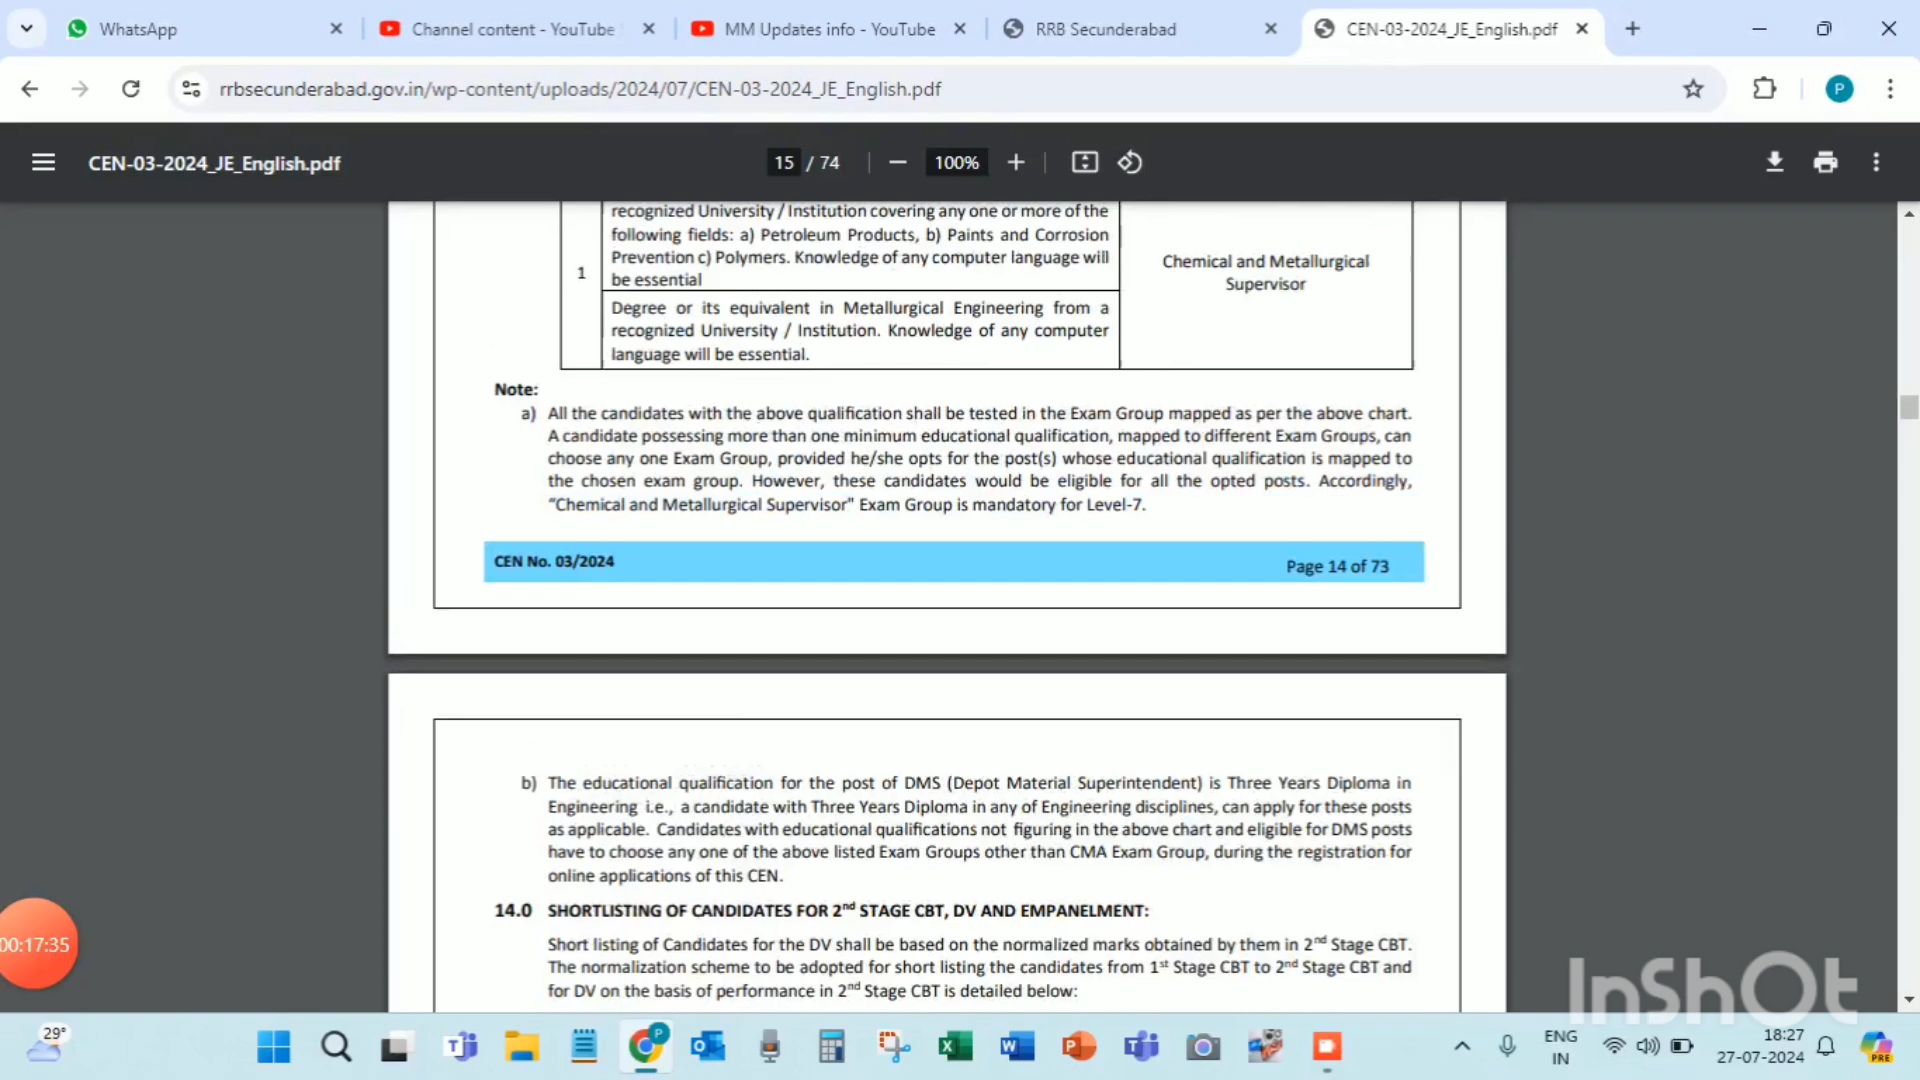 WhatsApp
Channel content - YouTube
MM Updates info - YouTube
RRB Secunderabad
CEN-03-2024_JE_English.pdf
rrbsecunderabad.gov.in/wp-content/uploads/2024/07/CEN-03-2024_JE_English.pdf
P
CEN-03-2024_JE_English.pdf
15 / 74
100%
recognized University / Institution covering any one or more of the
following fields: a) Petroleum Products, b) Paints and Corrosion
Prevention c) Polymers. Knowledge of any computer language will
be essential
1
Chemical and Metallurgical
Supervisor
Degree or its equivalent in Metallurgical Engineering from a
recognized University / Institution. Knowledge of any computer
language will be essential.
Note:
a) All the candidates with the above qualification shall be tested in the Exam Group mapped as per the above chart.
A candidate possessing more than one minimum educational qualification, mapped to different Exam Groups, can
choose any one Exam Group, provided he/she opts for the post(s) whose educational qualification is mapped to
the chosen exam group. However, these candidates would be eligible for all the opted posts. Accordingly,
“Chemical and Metallurgical Supervisor" Exam Group is mandatory for Level-7.
CEN No. 03/2024
Page 14 of 73
b) The educational qualification for the post of DMS (Depot Material Superintendent) is Three Years Diploma in
Engineering i.e., a candidate with Three Years Diploma in any of Engineering disciplines, can apply for these posts
as applicable. Candidates with educational qualifications not figuring in the above chart and eligible for DMS posts
have to choose any one of the above listed Exam Groups other than CMA Exam Group, during the registration for
online applications of this CEN.
14.0 SHORTLISTING OF CANDIDATES FOR 2nd STAGE CBT, DV AND EMPANELMENT:
Short listing of Candidates for the DV shall be based on the normalized marks obtained by them in 2nd Stage CBT.
The normalization scheme to be adopted for short listing the candidates from 1st Stage CBT to 2nd Stage CBT and
for DV on the basis of performance in 2nd Stage CBT is detailed below:
00:17:35
InShOt
29°
ENG
IN
18:27
27-07-2024
PRE